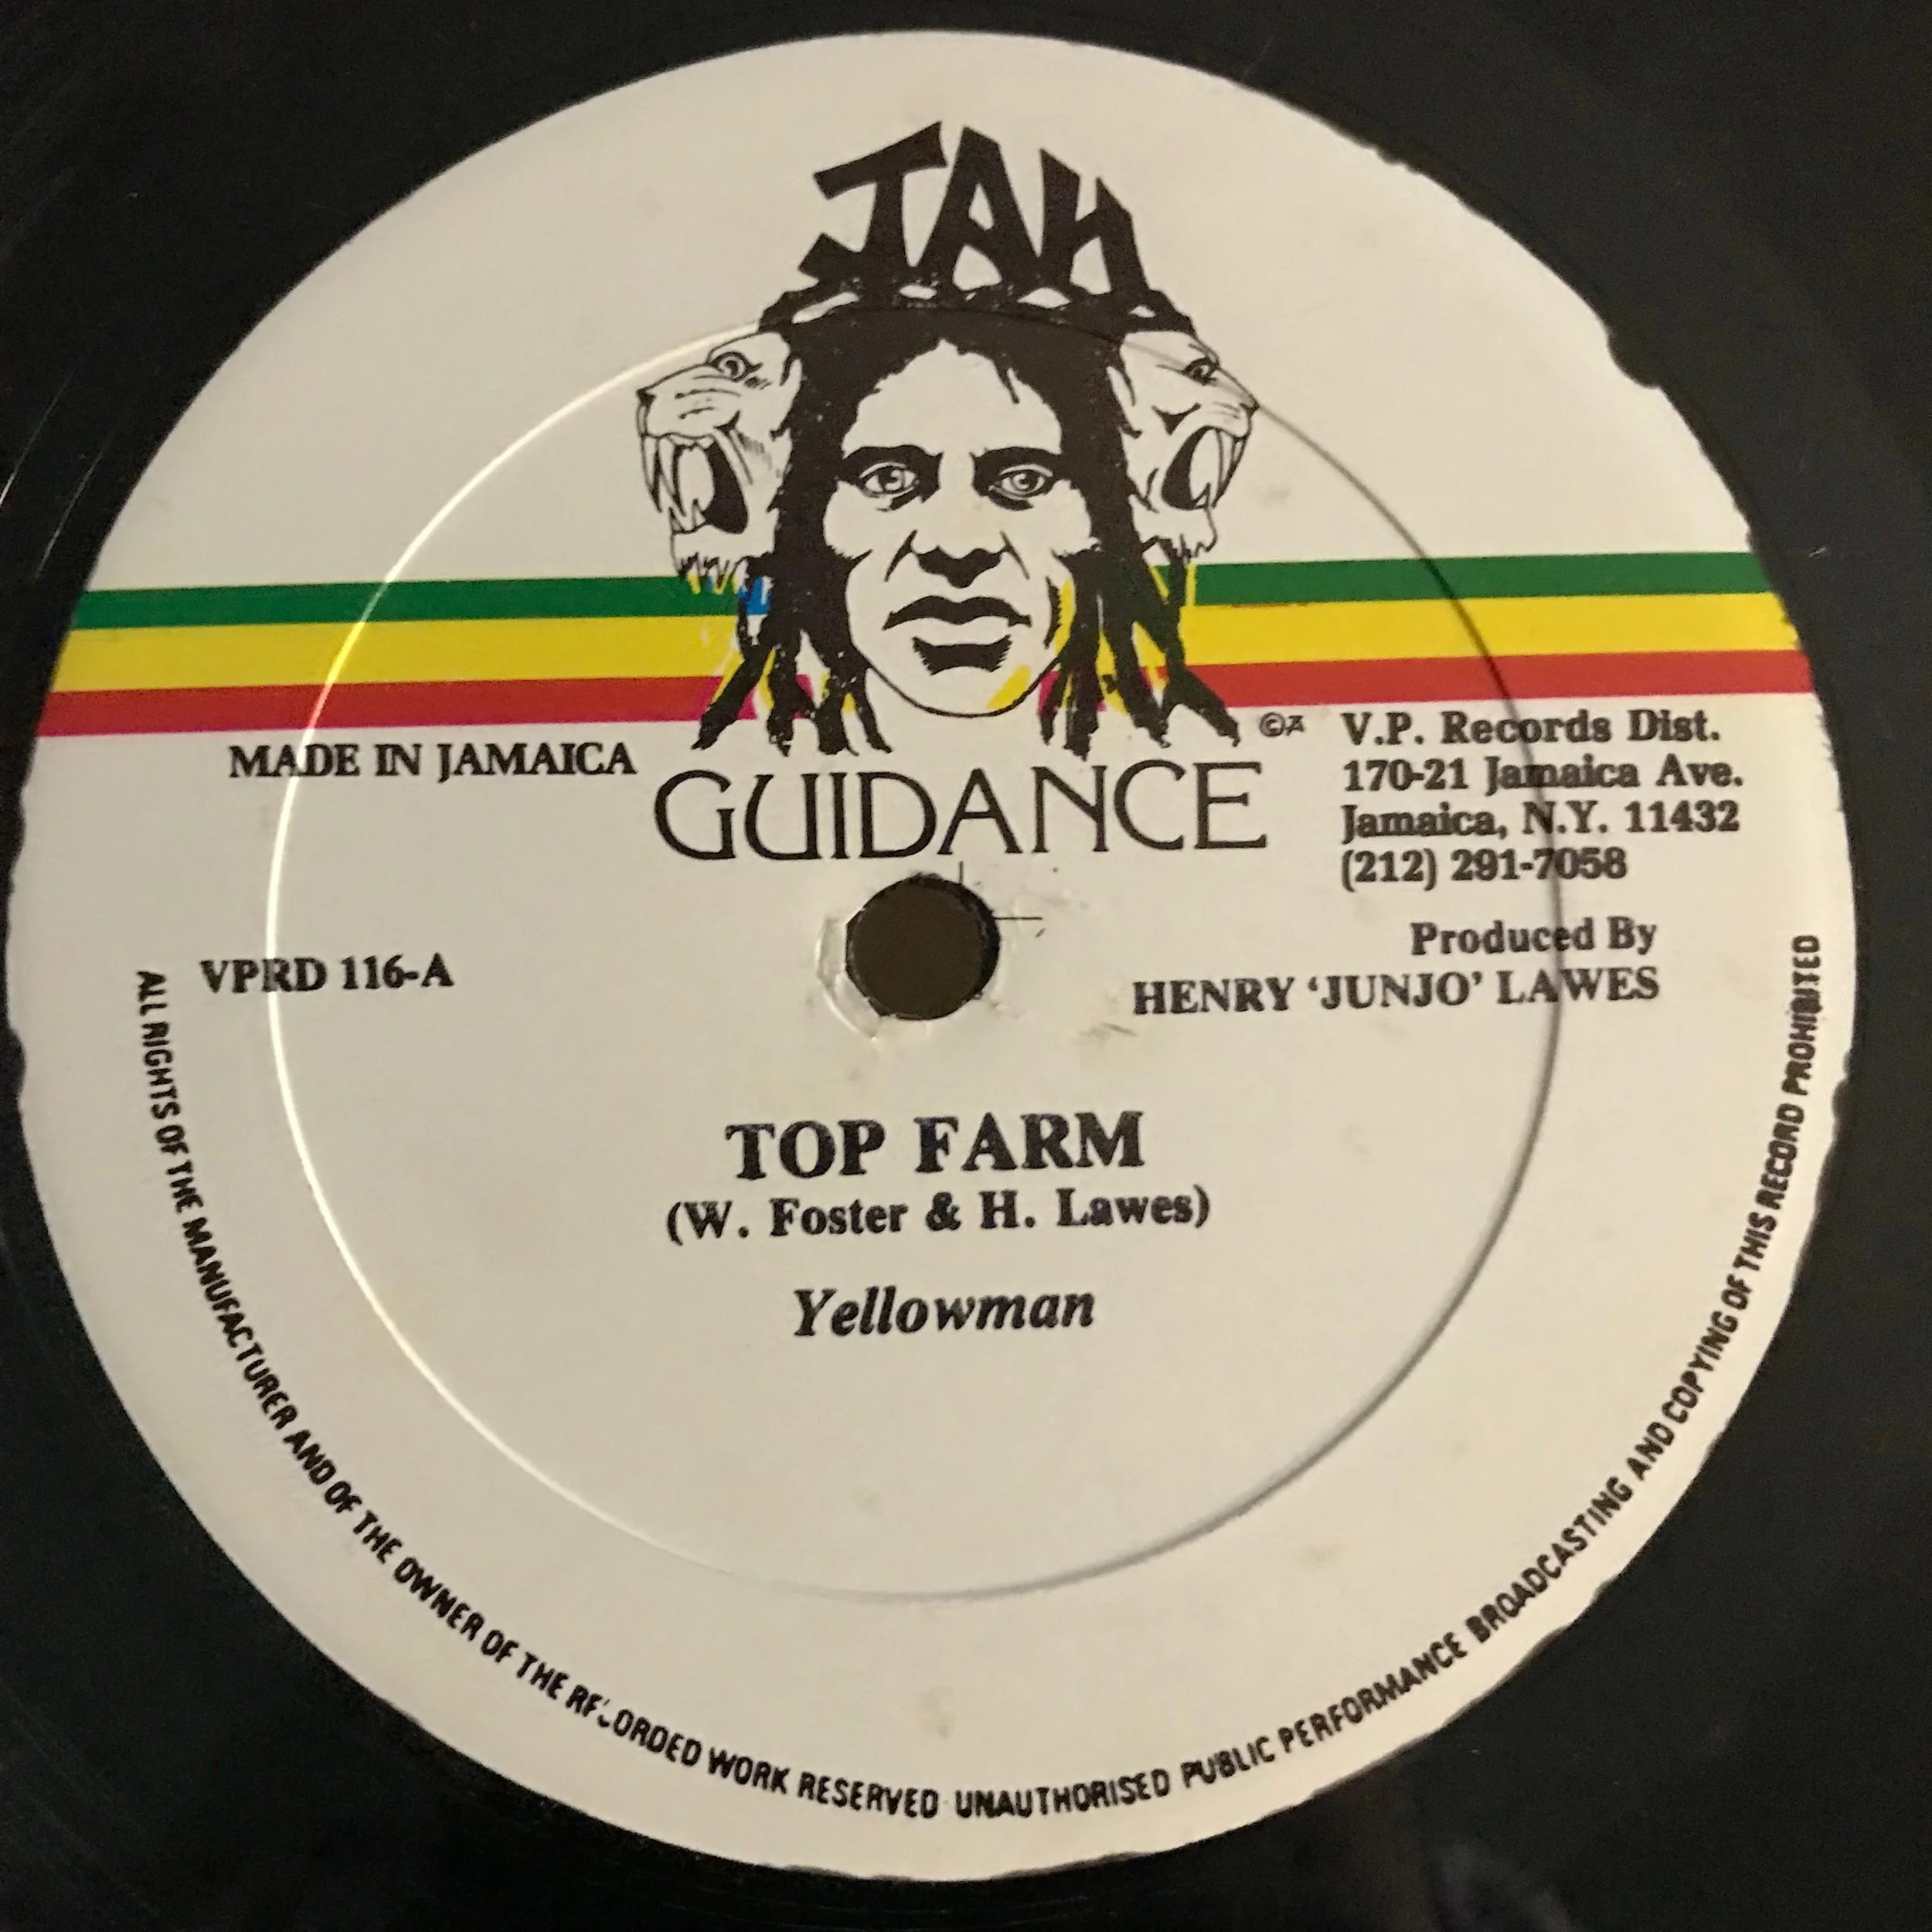 JAH
GUIDANCE
MADE IN JAMAICA
© V.P. Records Dist.
170-21 Jamaica Ave.
Jamaica, N.Y. 11432
(212) 291-7058
VPRD 116-A
Produced By
HENRY ‘JUNJO’ LAWES
TOP FARM
(W. Foster & H. Lawes)
Yellowman
ALL RIGHTS OF THE MANUFACTURER AND OF THE OWNER OF THE RECORDED WORK RESERVED UNAUTHORISED PUBLIC PERFORMANCE BROADCASTING AND COPYING OF THIS RECORD PROHIBITED